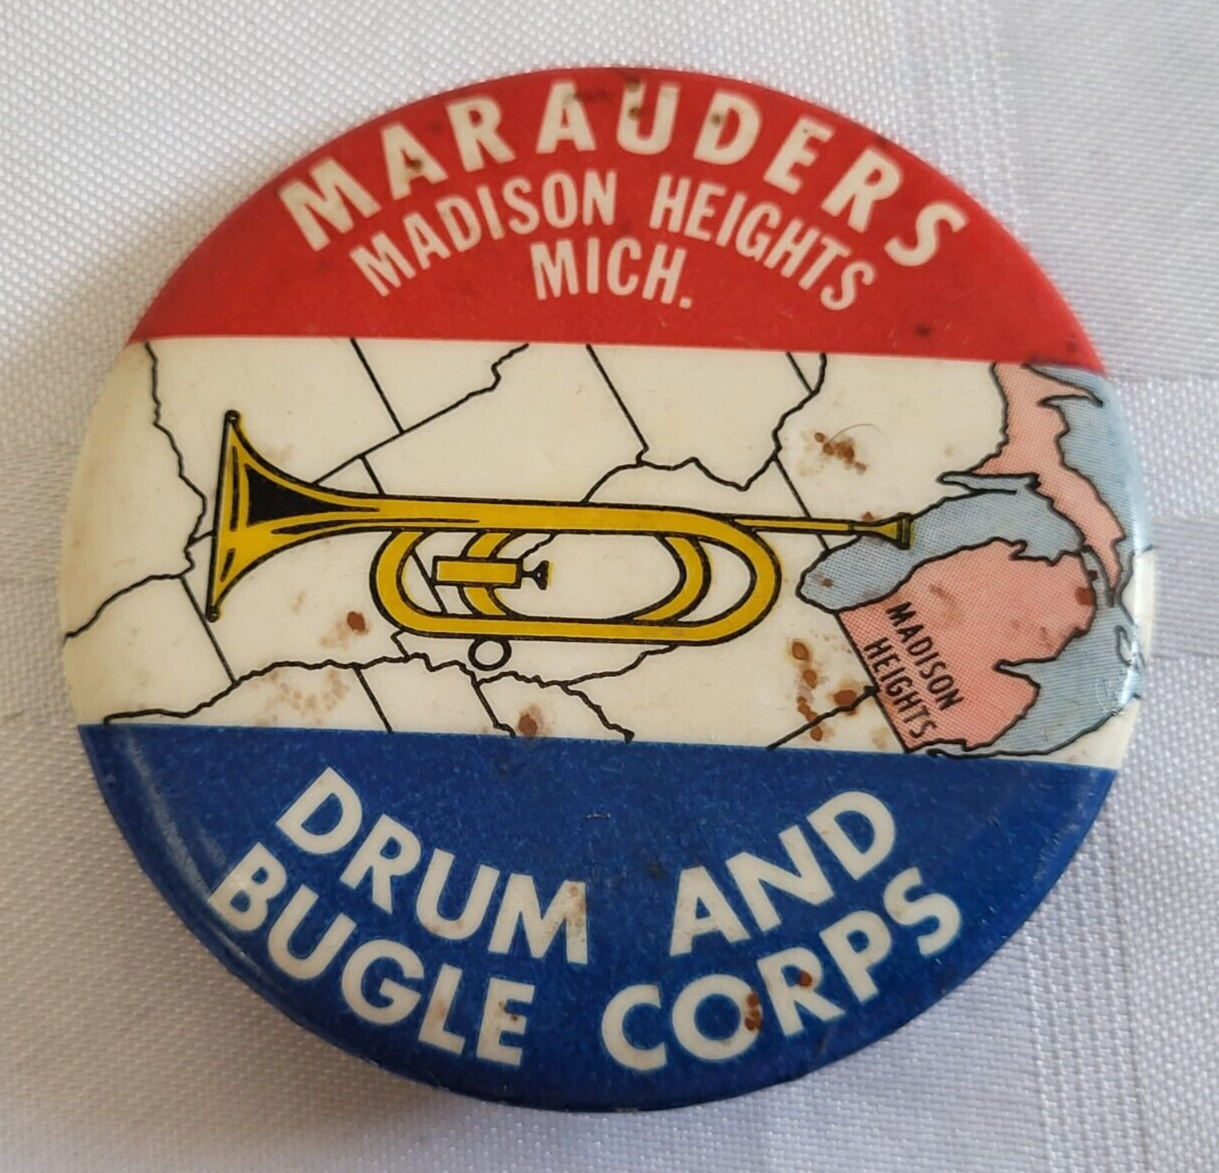 MARAUDERS
MADISON HEIGHTS
MICH.
MADISON
HEIGHTS
DRUM AND
BUGLE CORPS